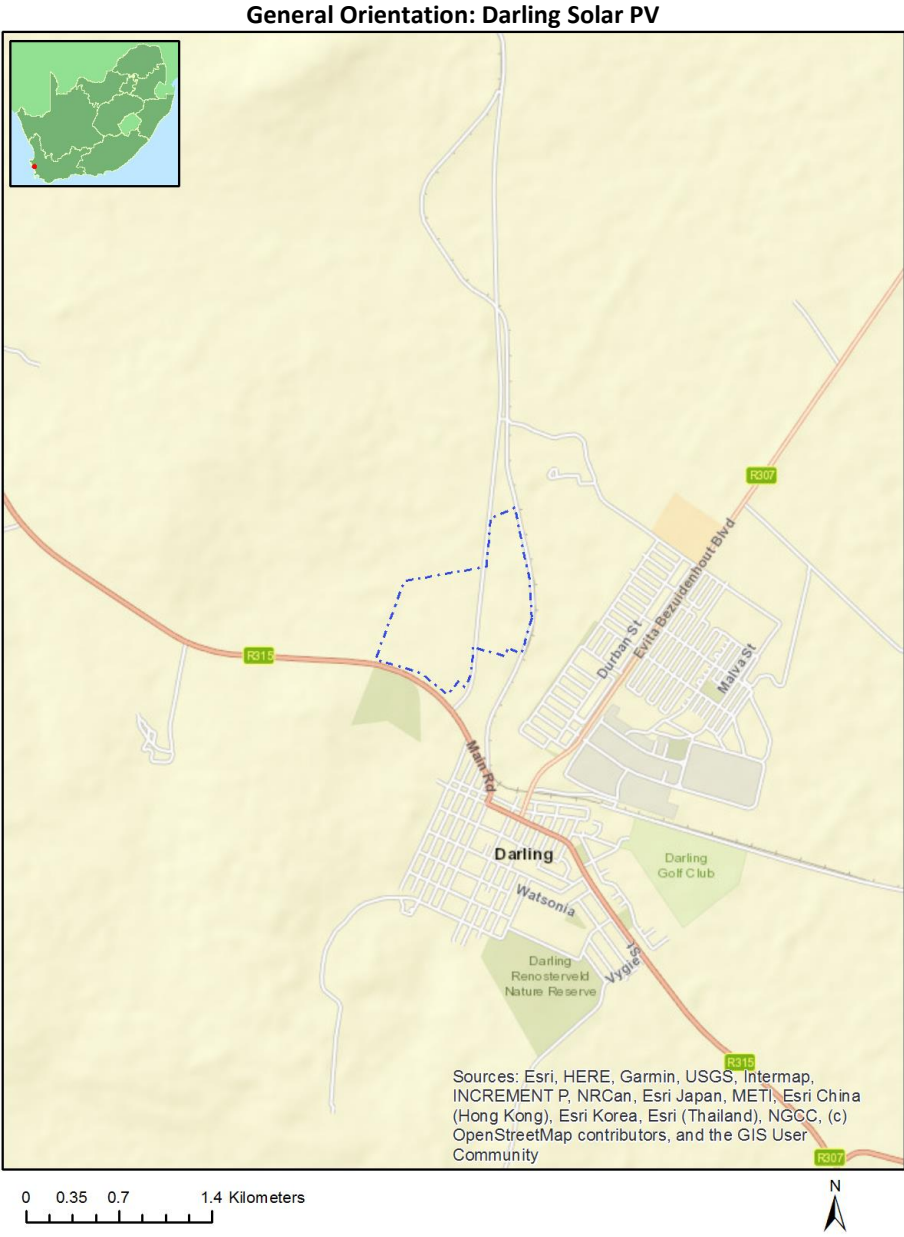 General Orientation: Darling Solar PV
R307
Evita Bezuidenhout Blvd
Durban St
Malva St
R315
Main Rd
Darling
Darling
Golf Club
Watsonia
Vygie St
Darling
Renosterveld
Nature Reserve
R315
Sources: Esri, HERE, Garmin, USGS, Intermap,
INCREMENT P, NRCan, Esri Japan, METI, Esri China
(Hong Kong), Esri Korea, Esri (Thailand), NGCC, (c)
OpenStreetMap contributors, and the GIS User
Community
R307
0 0.35 0.7 1.4 Kilometers
N